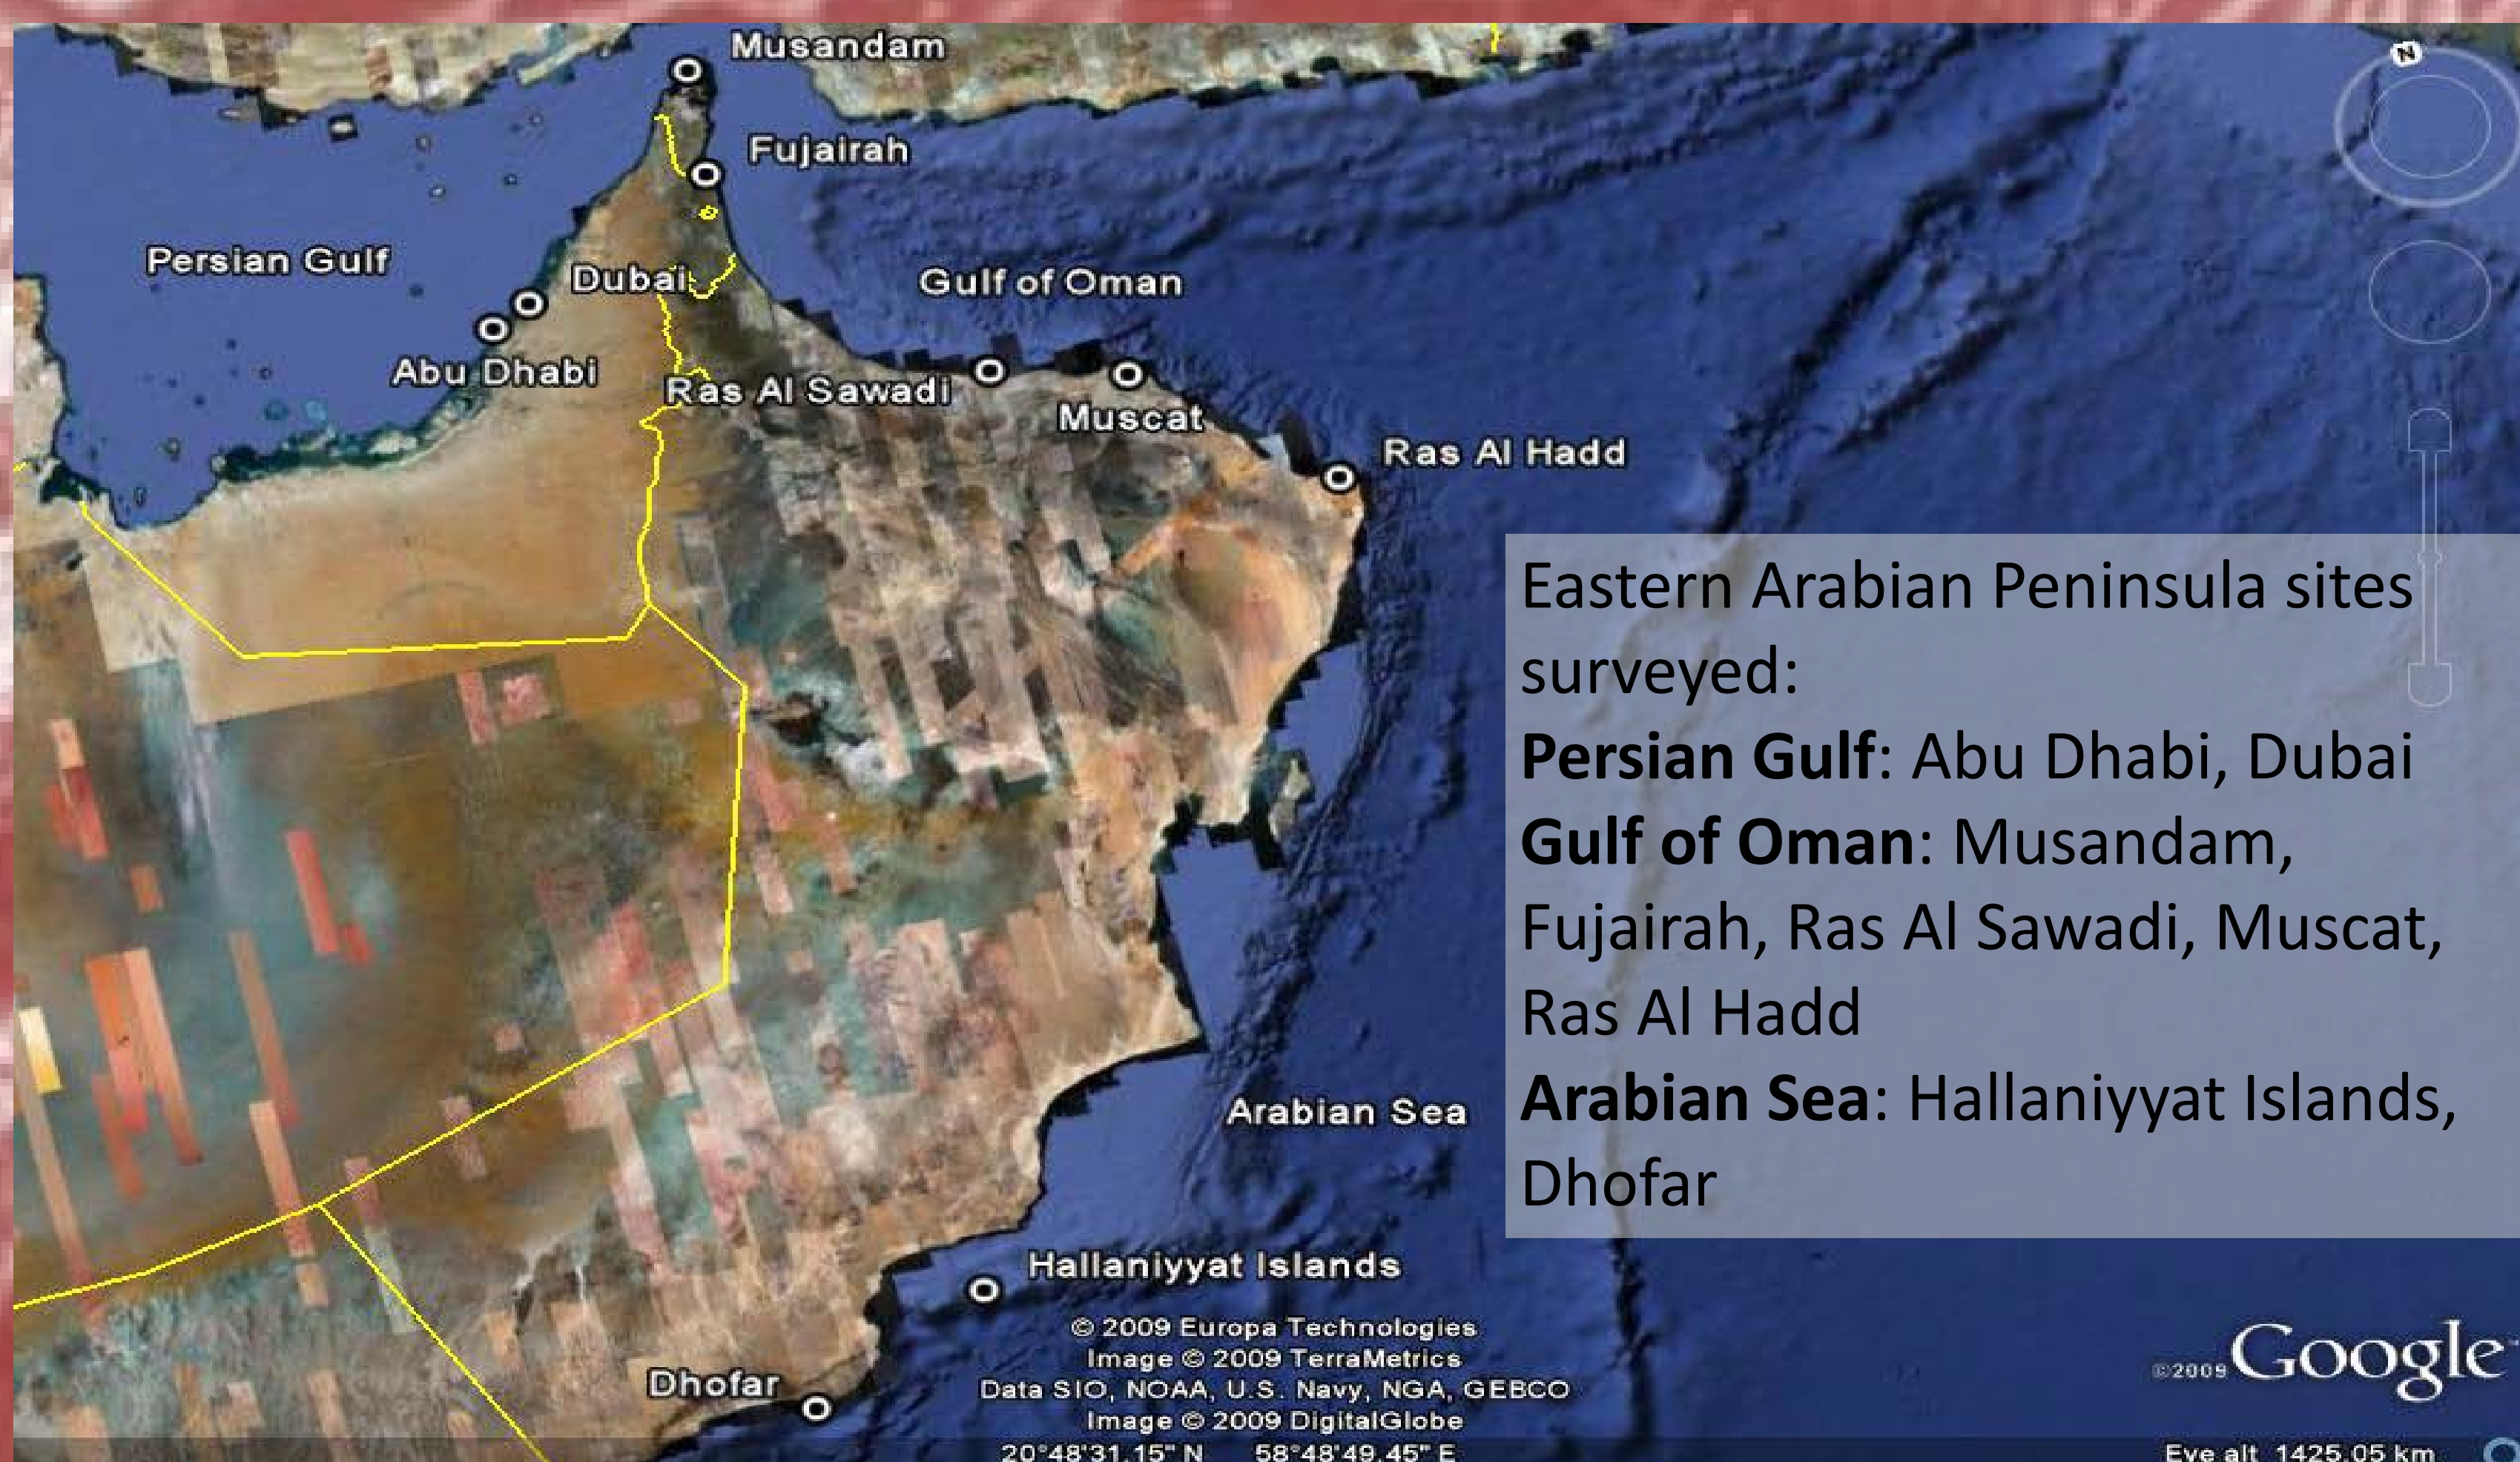 Musandam
N
Fujairah
Persian Gulf
Dubai
Gulf of Oman
Abu Dhabi
Ras Al Sawadi
Muscat
Ras Al Hadd
Eastern Arabian Peninsula sites
surveyed:
Persian Gulf: Abu Dhabi, Dubai
Gulf of Oman: Musandam,
Fujairah, Ras Al Sawadi, Muscat,
Ras Al Hadd
Arabian Sea: Hallaniyyat Islands,
Dhofar
Arabian Sea
Hallaniyyat Islands
© 2009 Europa Technologies
Image © 2009 TerraMetrics
Data SIO, NOAA, U.S. Navy, NGA, GEBCO
Image © 2009 DigitalGlobe
Dhofar
©2009 Google
20°48'31.15" N 58°48'49.45" E
Eye alt 1425.05 km